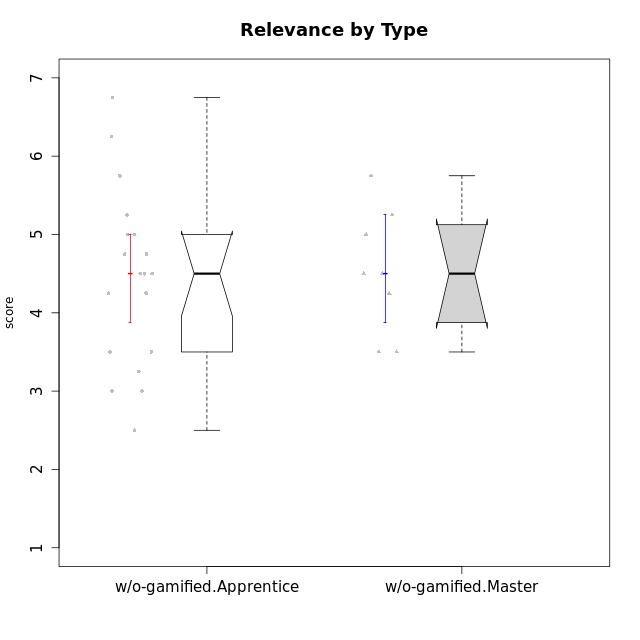 Relevance by Type
score
7
6
5
4
3
2
1
w/o-gamified.Apprentice
w/o-gamified.Master